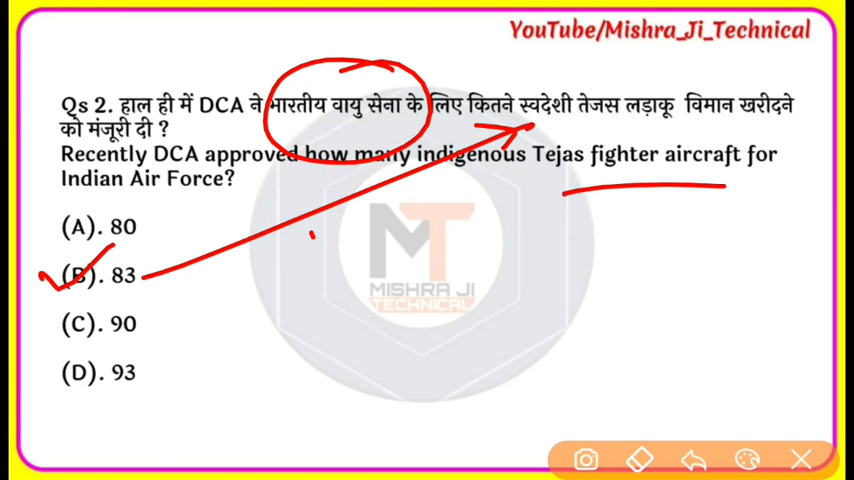 YouTube/Mishra_Ji_Technical
Qs 2. हाल ही में DCA ने भारतीय वायु सेना के लिए कितने स्वदेशी तेजस लड़ाकू विमान खरीदने
को मंजूरी दी ?
Recently DCA approved how many indigenous Tejas fighter aircraft for
Indian Air Force?
(A). 80
(B). 83
(C). 90
(D). 93
MT
MISHRA JI
TECHNICAL